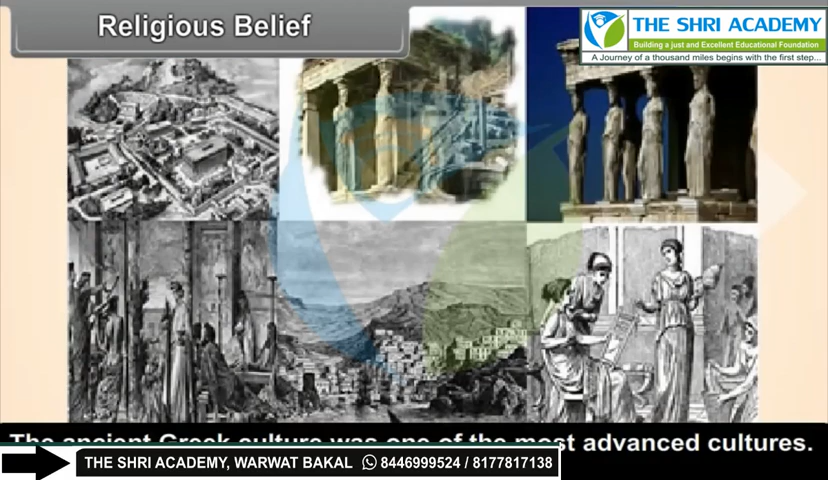 Religious Belief
THE SHRI ACADEMY
Building a just and Excellent Educational Foundation
A Journey of a thousand miles begins with the first step...
The ancient Greek culture was one of the most advanced cultures.
THE SHRI ACADEMY, WARWAT BAKAL 8446999524 / 8177817138